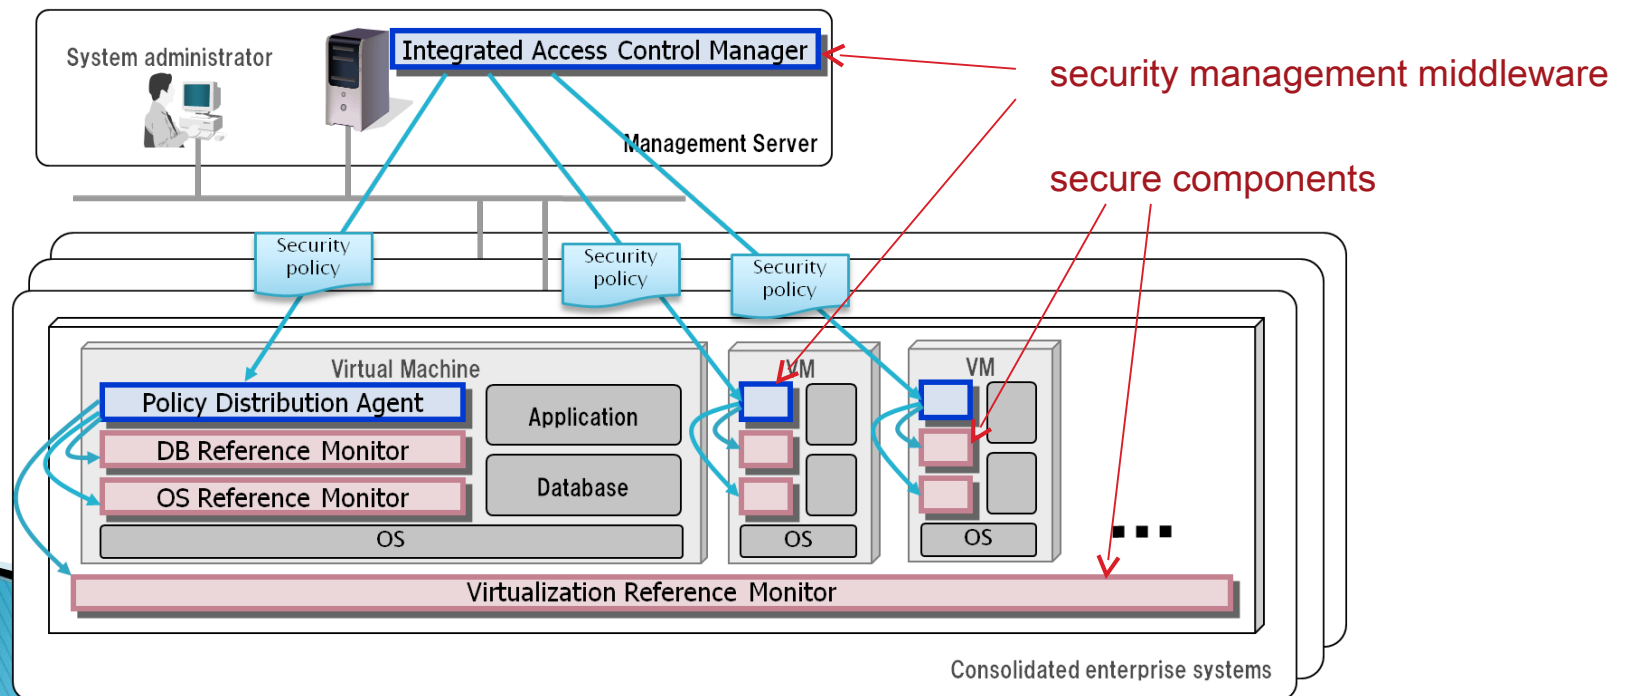 System administrator
Integrated Access Control Manager
security management middleware
Management Server
secure components
Security
policy
Security
policy
Security
policy
Virtual Machine
VM
VM
Policy Distribution Agent
Application
DB Reference Monitor
OS Reference Monitor
Database
OS
OS
OS
...
Virtualization Reference Monitor
Consolidated enterprise systems